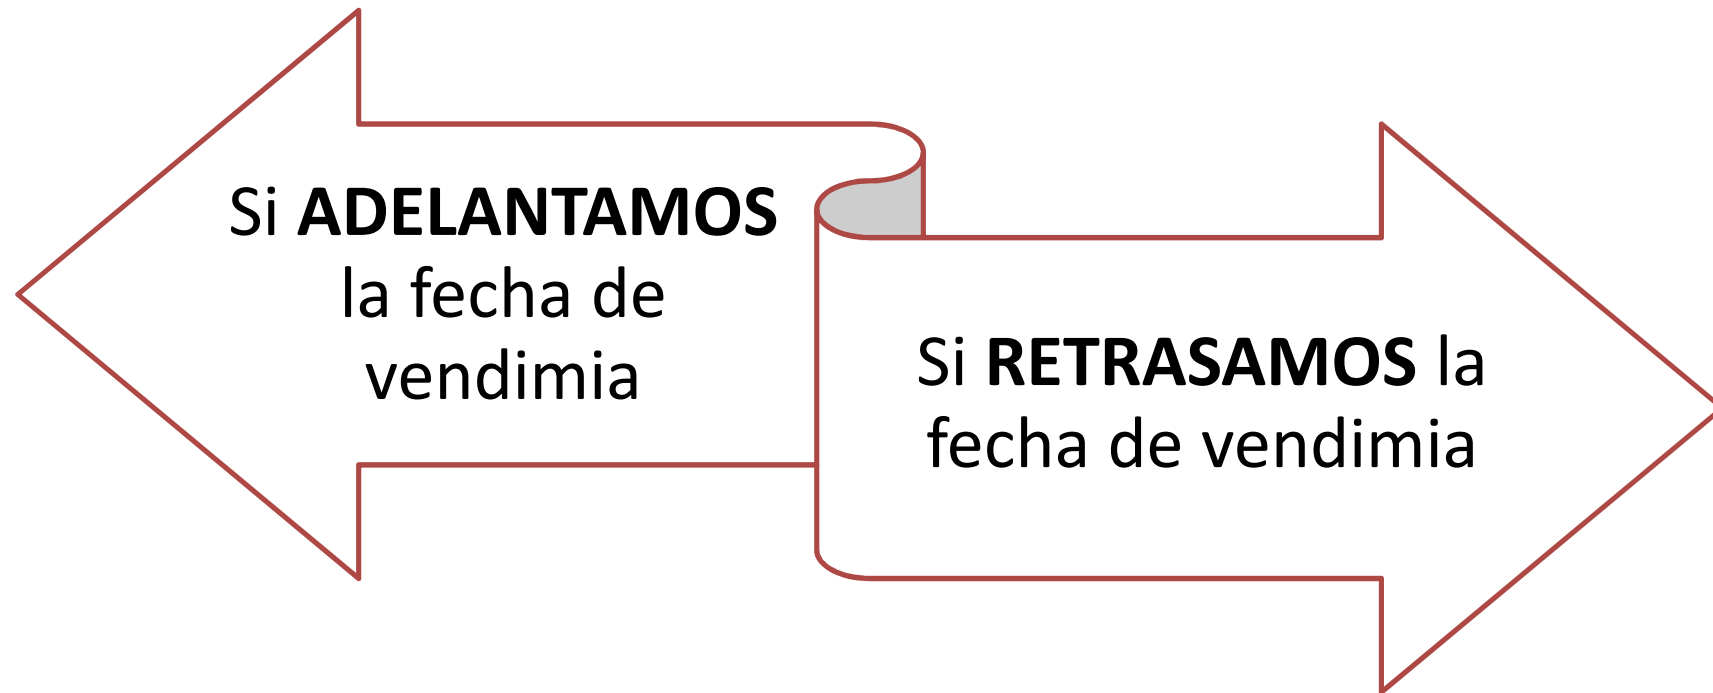 Si ADELANTAMOS
la fecha de
vendimia
Si RETRASAMOS la
fecha de vendimia